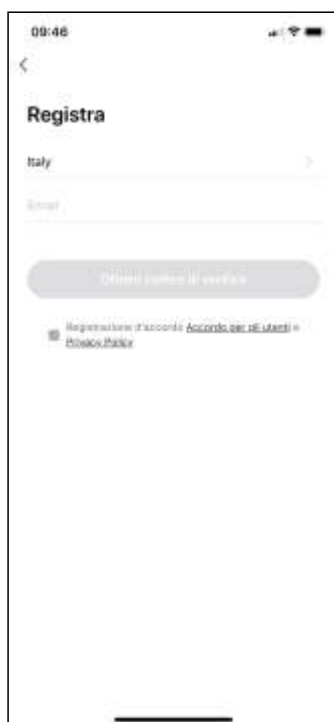 09:46
Registra
Italy
Email
Ottieni codice di verifica
Registrazione d'accordo Accordo per gli utenti e
Privacy Policy